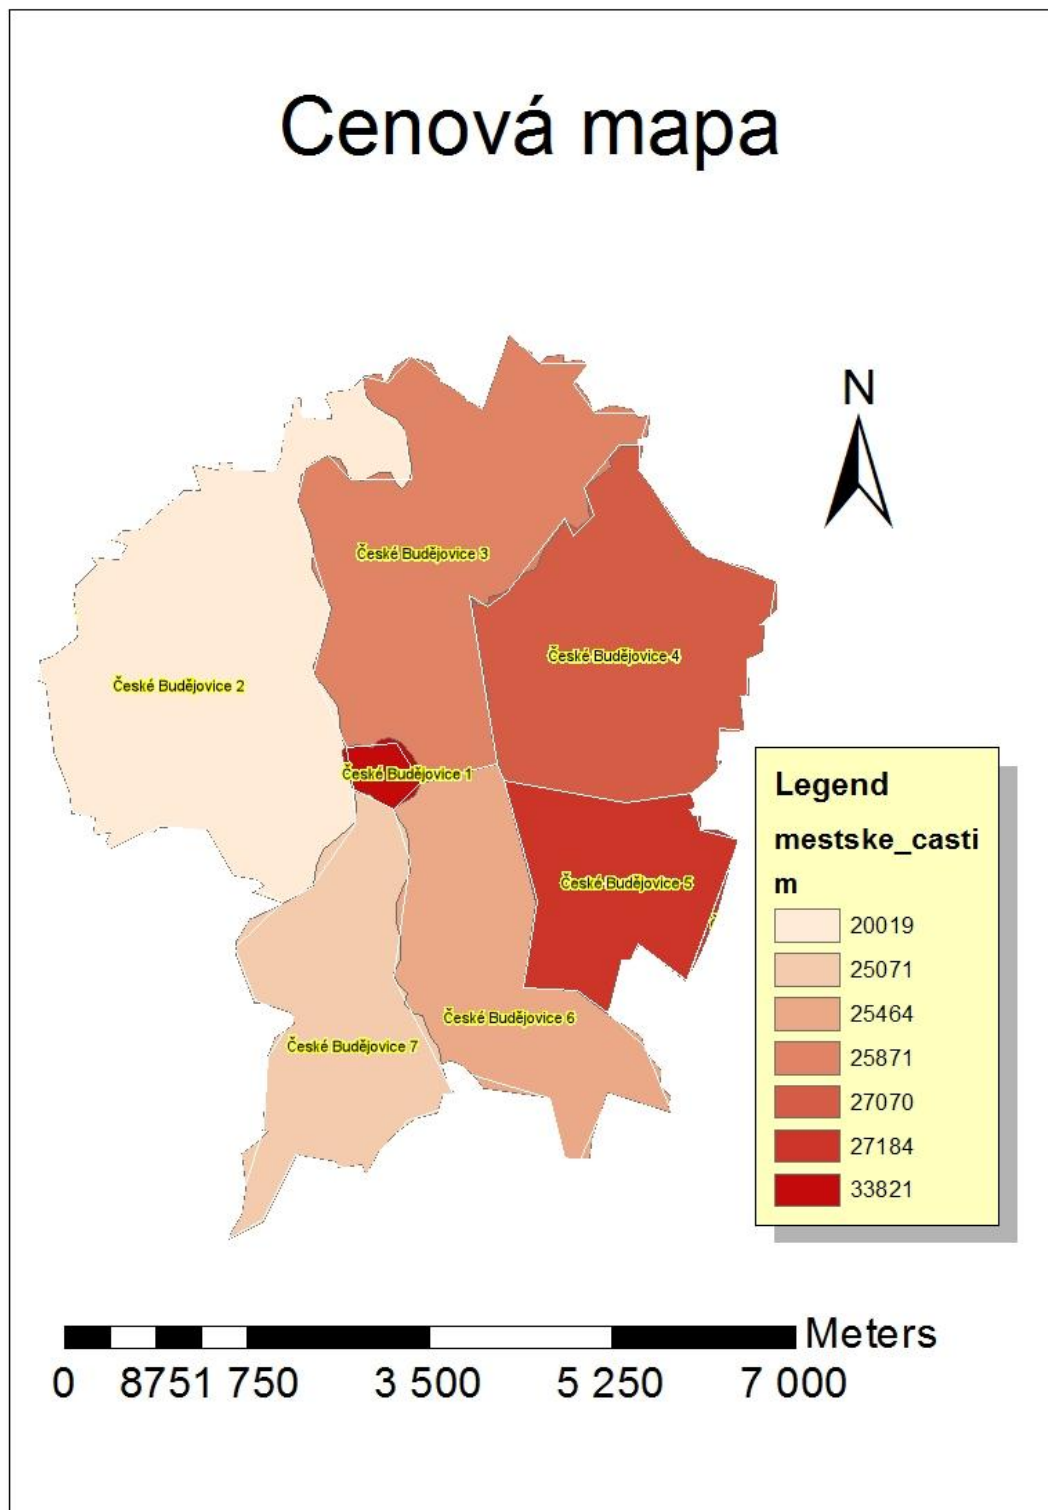 Cenová mapa
N
České Budějovice 3
České Budějovice 4
České Budějovice 2
České Budějovice 1
České Budějovice 5
České Budějovice 6
České Budějovice 7
Legend
mestske_casti
m
20019
25071
25464
25871
27070
27184
33821
Meters
0 875 1 750 3 500 5 250 7 000